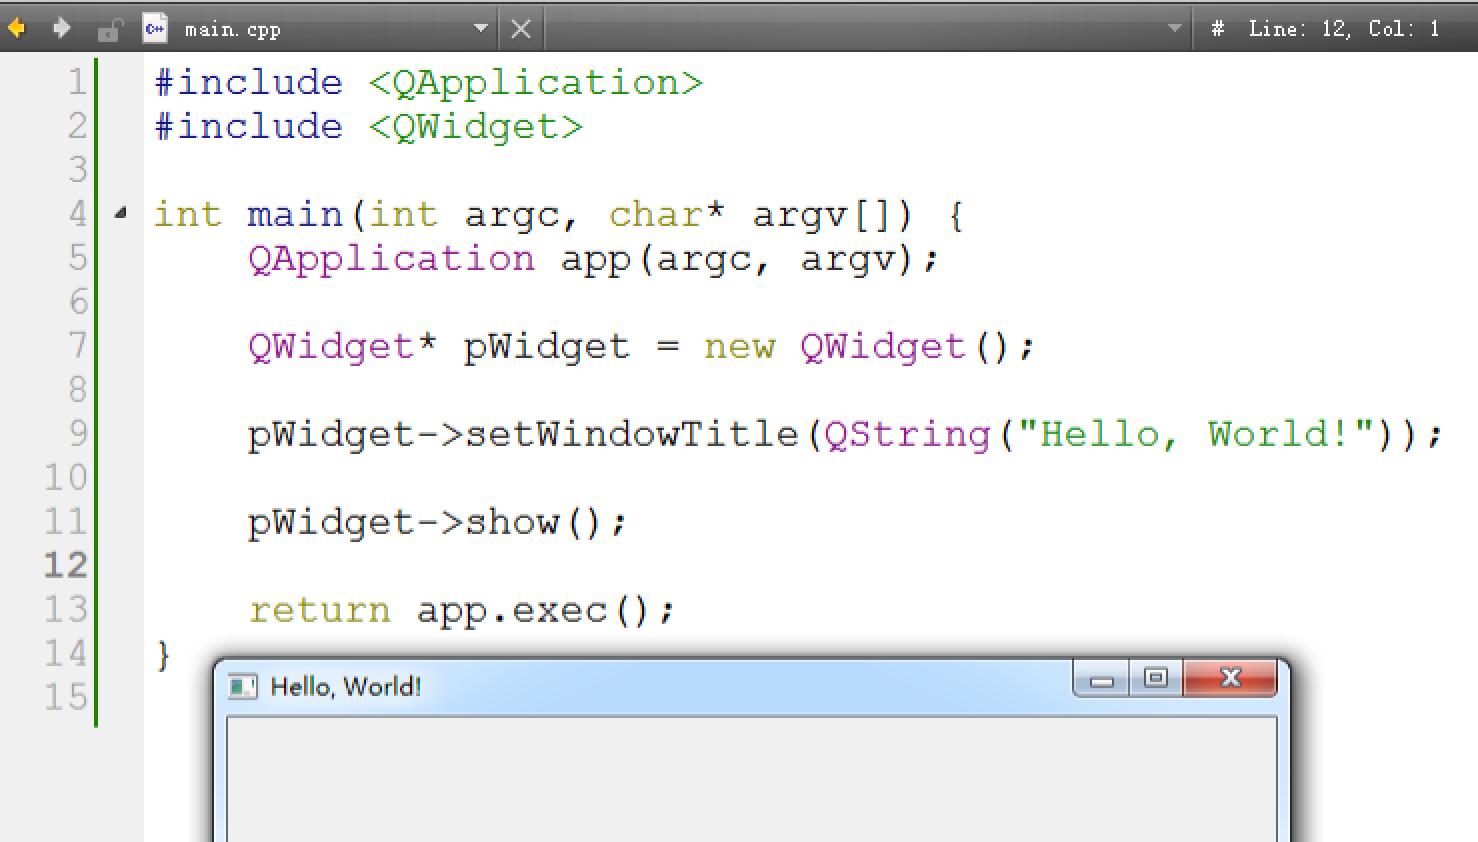 main.cpp # Line: 12, Col: 1
1 #include <QApplication>
2 #include <QWidget>
3
4 int main(int argc, char* argv[]) {
5     QApplication app(argc, argv);
6
7     QWidget* pWidget = new QWidget();
8
9     pWidget->setWindowTitle(QString("Hello, World!"));
10
11     pWidget->show();
12
13     return app.exec();
14 }
15
Hello, World!